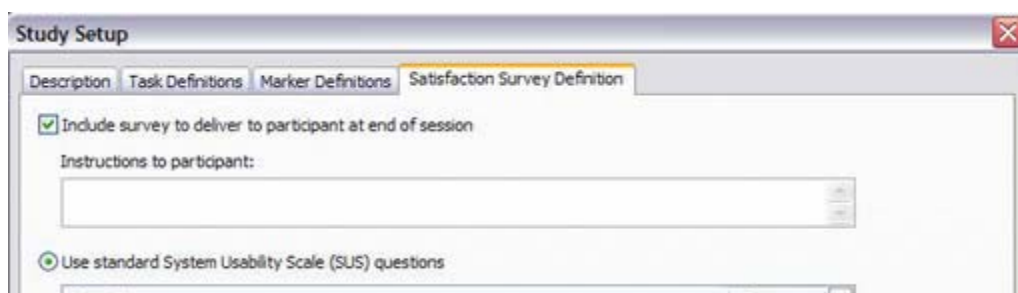 Study Setup
Description Task Definitions Marker Definitions Satisfaction Survey Definition
Include survey to deliver to participant at end of session
Instructions to participant:
Use standard System Usability Scale (SUS) questions